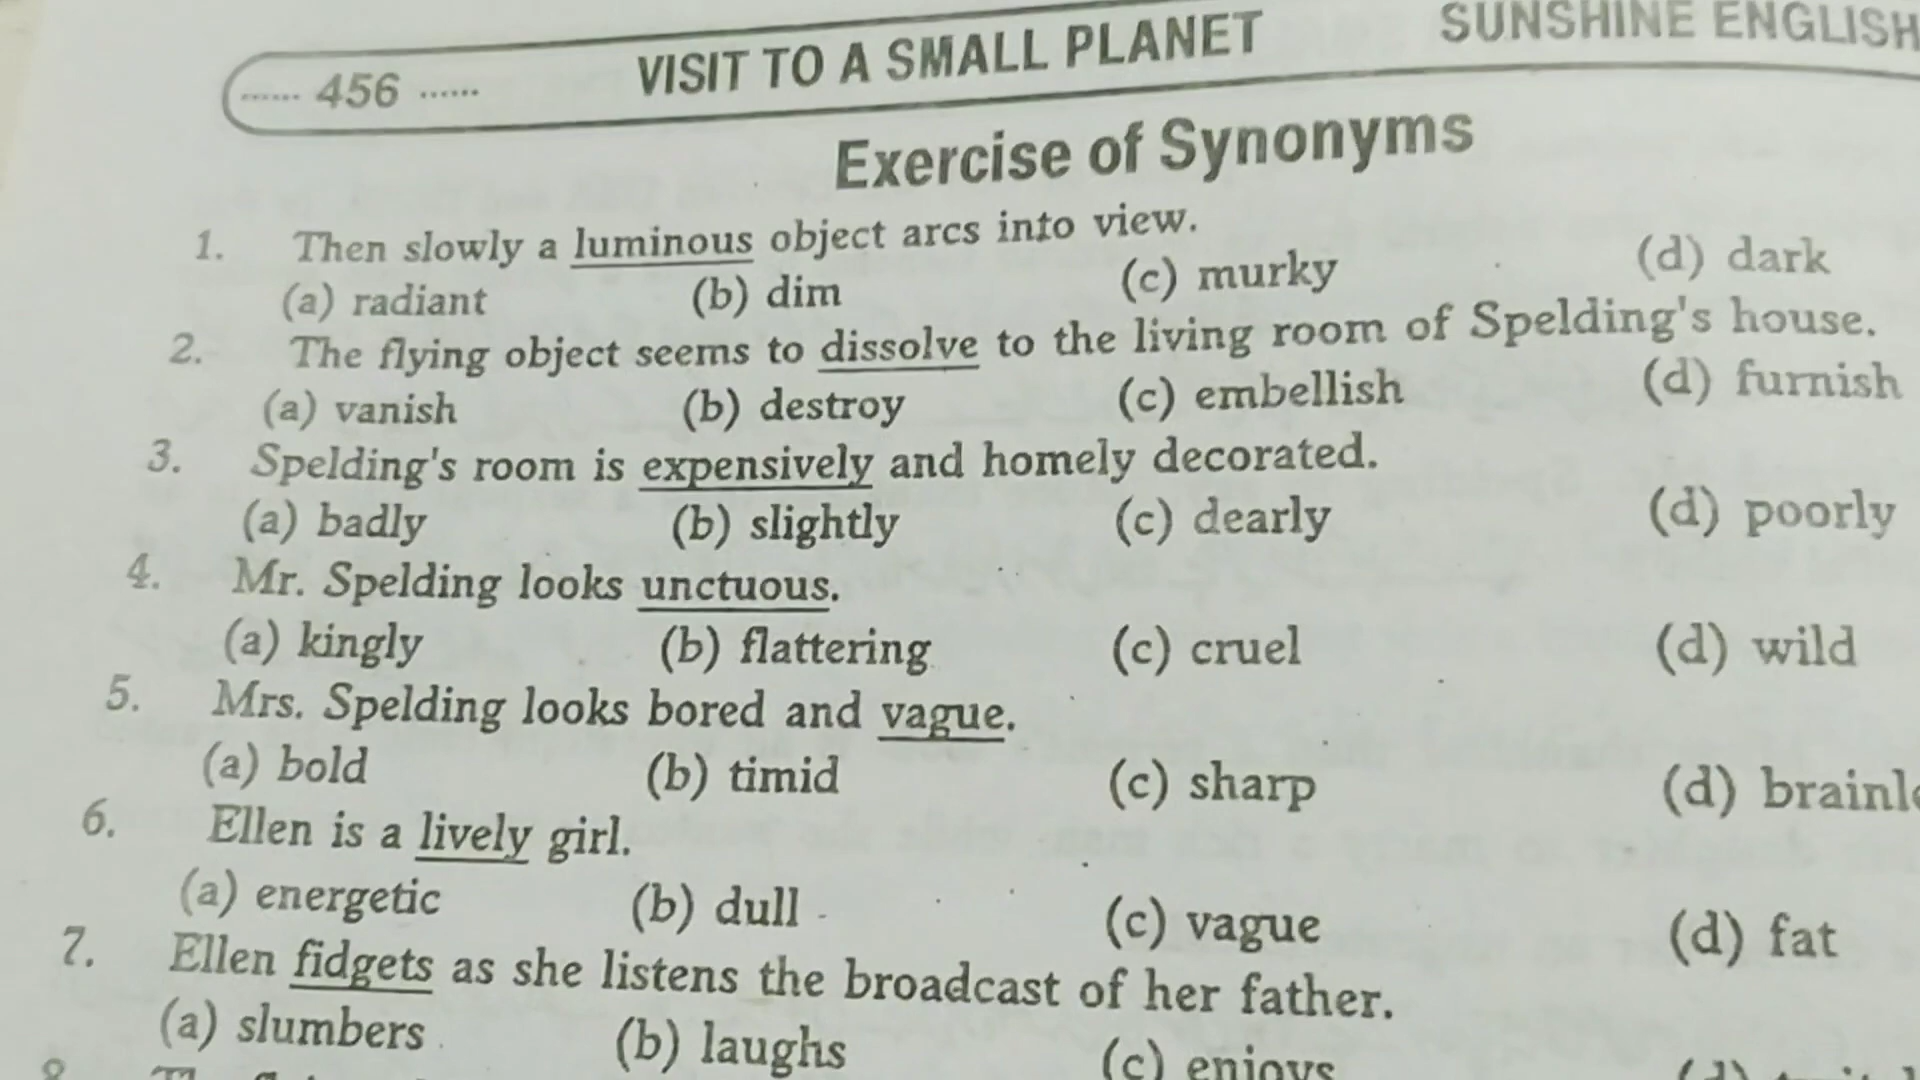 ...... 456 ...... VISIT TO A SMALL PLANET SUNSHINE ENGLISH
Exercise of Synonyms
1. Then slowly a luminous object arcs into view.
(a) radiant (b) dim (c) murky (d) dark
2. The flying object seems to dissolve to the living room of Spelding's house.
(a) vanish (b) destroy (c) embellish (d) furnish
3. Spelding's room is expensively and homely decorated.
(a) badly (b) slightly (c) dearly (d) poorly
4. Mr. Spelding looks unctuous.
(a) kingly (b) flattering (c) cruel (d) wild
5. Mrs. Spelding looks bored and vague.
(a) bold (b) timid (c) sharp (d)
6. Ellen is a lively girl.
(a) energetic (b) dull (c) vague (d) fat
7. Ellen fidgets as she listens the broadcast of her father.
(a) slumbers (b) laughs (c) enjoys